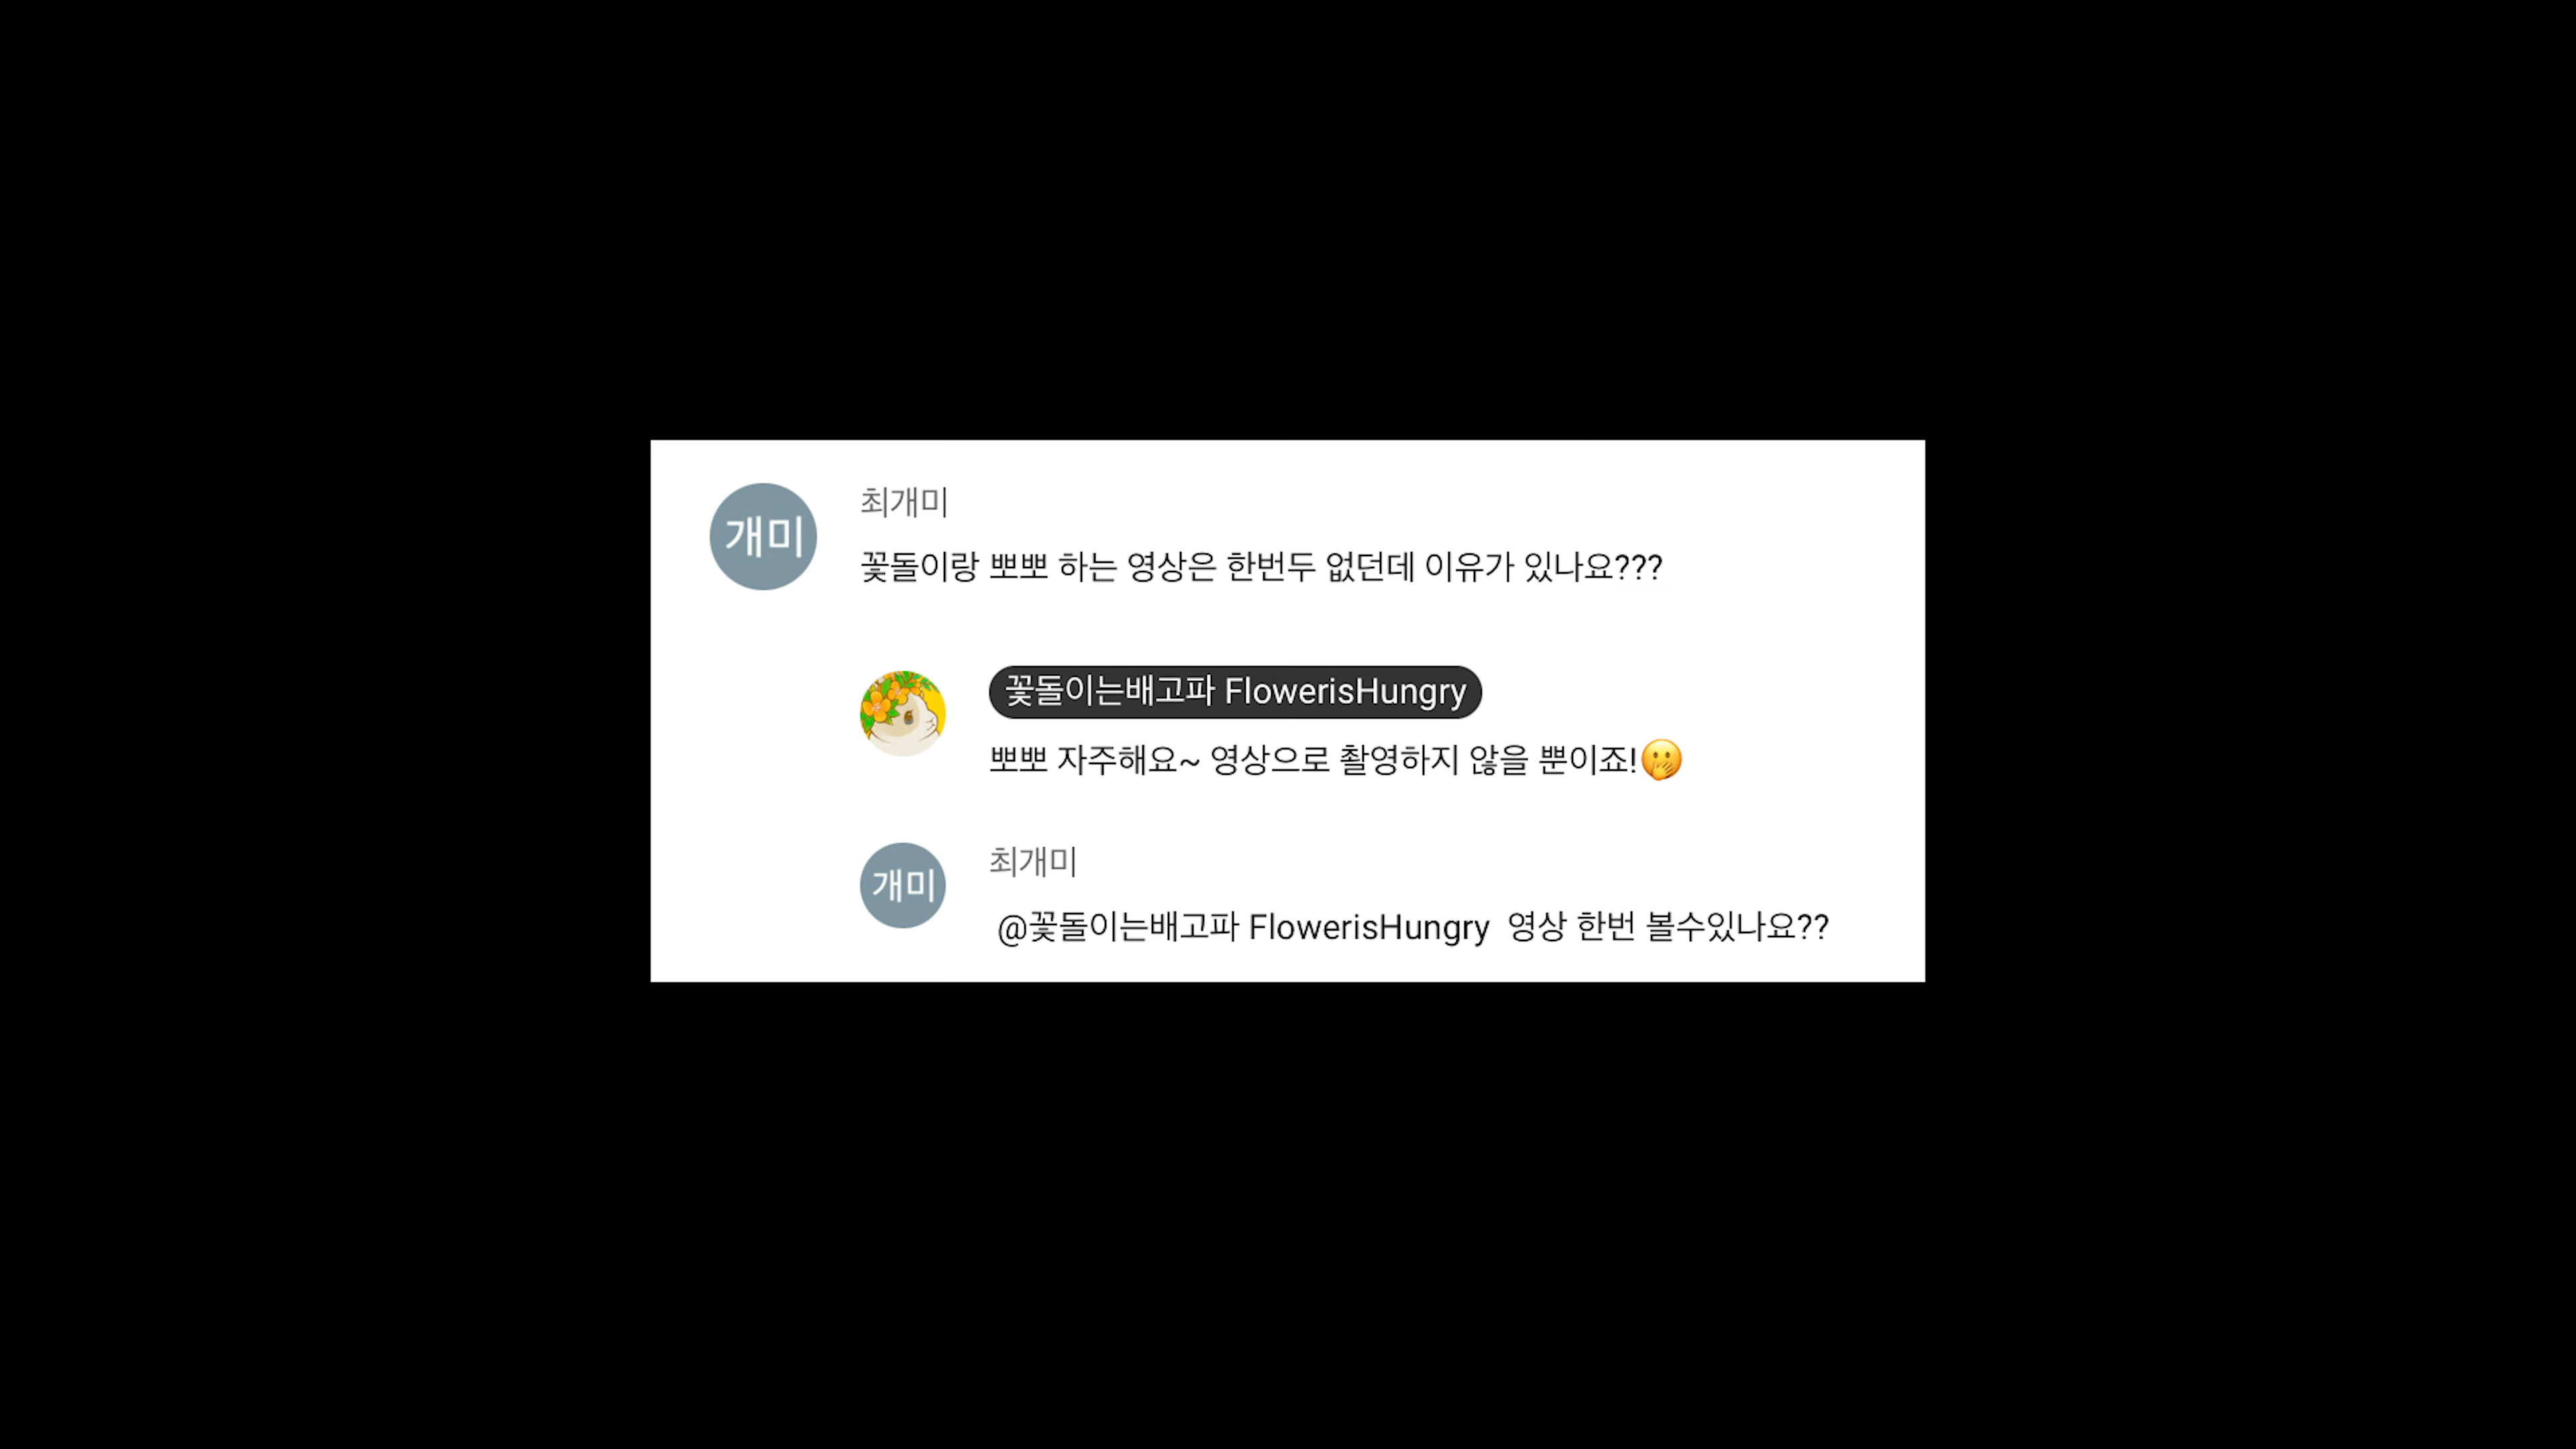 개미
최개미
꽃돌이랑 뽀뽀 하는 영상은 한번두 없던데 이유가 있나요???
꽃돌이는배고파 FlowerisHungry
뽀뽀 자주해요~ 영상으로 촬영하지 않을 뿐이죠!🤭
개미
최개미
@꽃돌이는배고파 FlowerisHungry 영상 한번 볼수있나요??